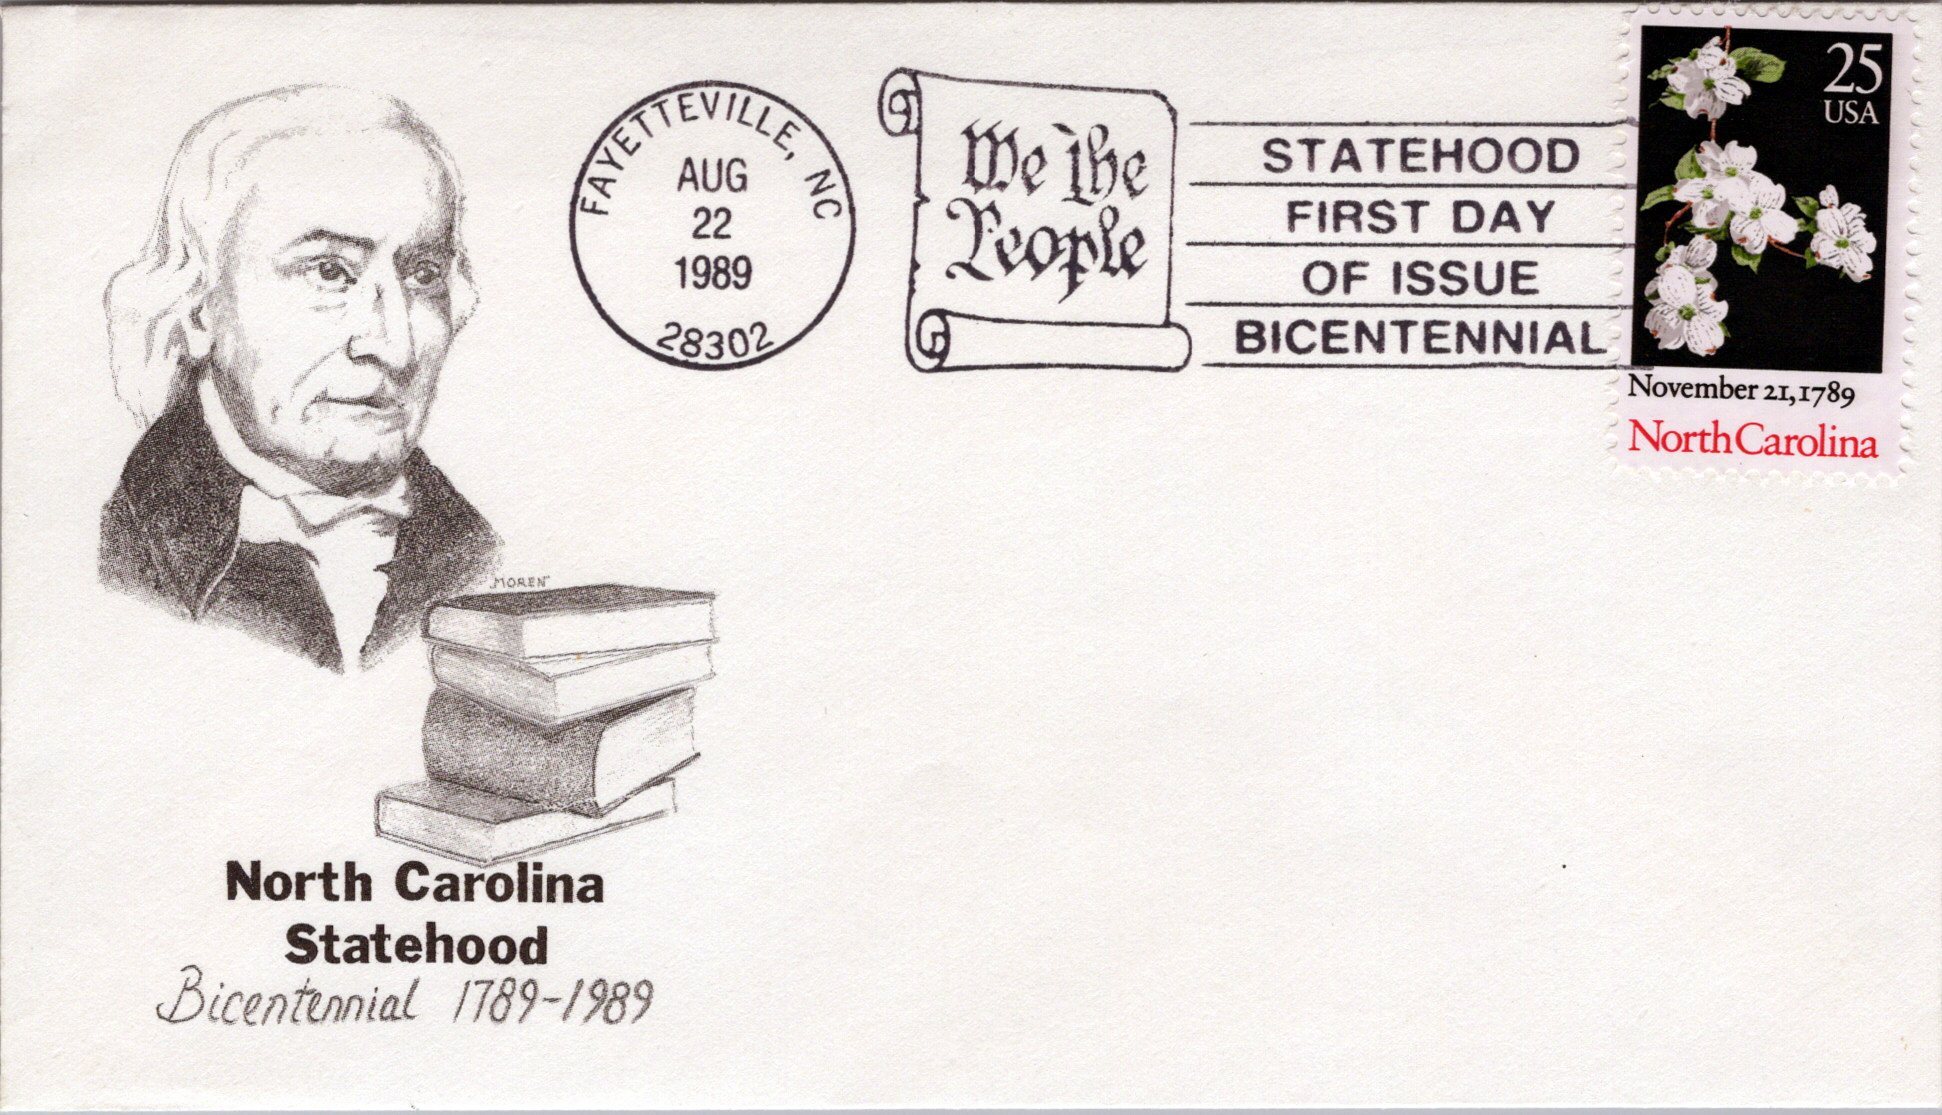 FAYETTEVILLE, NC
AUG
22
1989
28302
We the
People
STATEHOOD
FIRST DAY
OF ISSUE
BICENTENNIAL
25
USA
November 21, 1789
North Carolina
"MOREN"
North Carolina
Statehood
Bicentennial 1789-1989